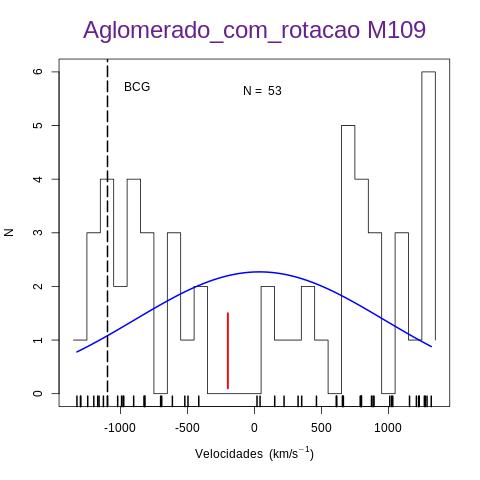 Aglomerado_com_rotacao M109
BCG
N = 53
6
5
4
3
2
1
0
N
-1000 -500 0 500 1000
Velocidades (km/s⁻¹)